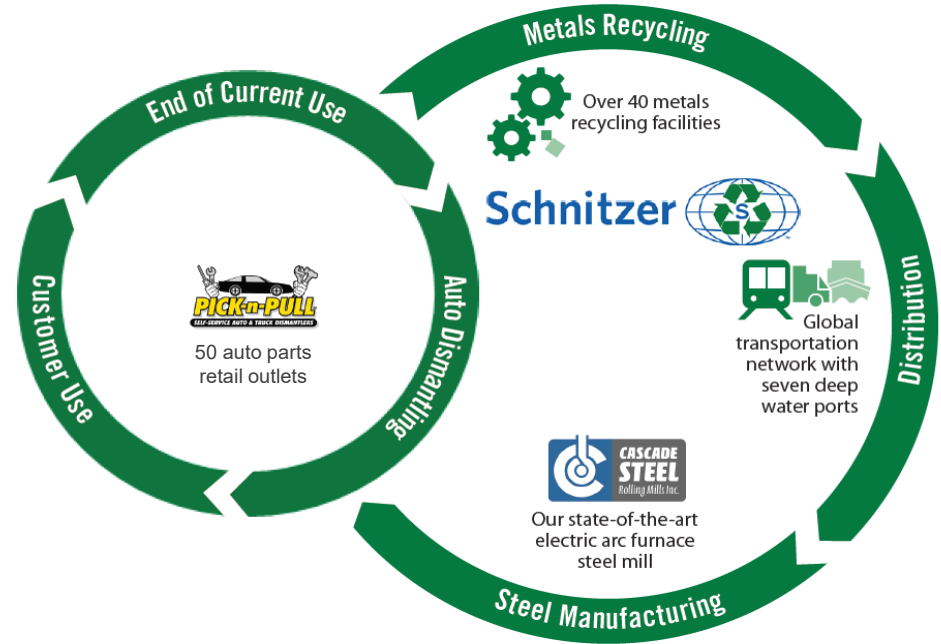 Metals Recycling
End of Current Use
Over 40 metals
recycling facilities
Schnitzer
S
Distribution
Customer Use
Auto Dismantling
PICK-n-PULL
SELF-SERVICE AUTO & TRUCK DISMANTLERS
50 auto parts
retail outlets
Global
transportation
network with
seven deep
water ports
CASCADE
STEEL
Rolling Mills Inc.
Our state-of-the-art
electric arc furnace
steel mill
Steel Manufacturing